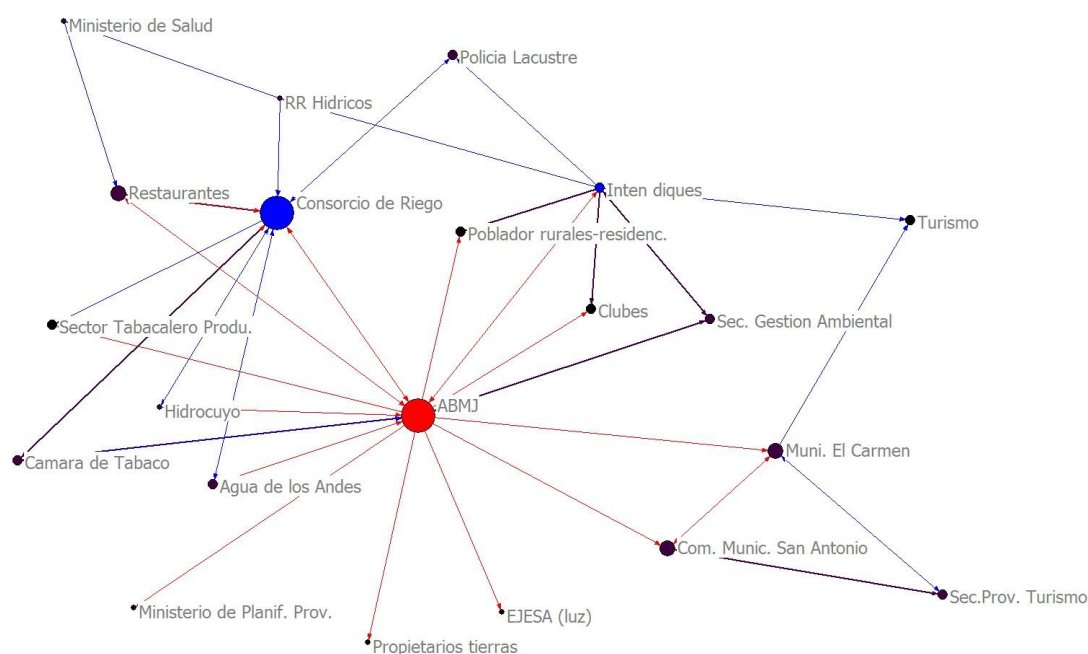 Ministerio de Salud
Policia Lacustre
RR Hidricos
Restaurantes
Inten diques
Consorcio de Riego
Turismo
Poblador rurales-residenc.
Clubes
Sec. Gestion Ambiental
Sector Tabacalero Produ.
ABMJ
Hidrocuyo
Muni. El Carmen
Camara de Tabaco
Agua de los Andes
Com. Munic. San Antonio
Sec.Prov. Turismo
Ministerio de Planif. Prov.
EJESA (luz)
Propietarios tierras